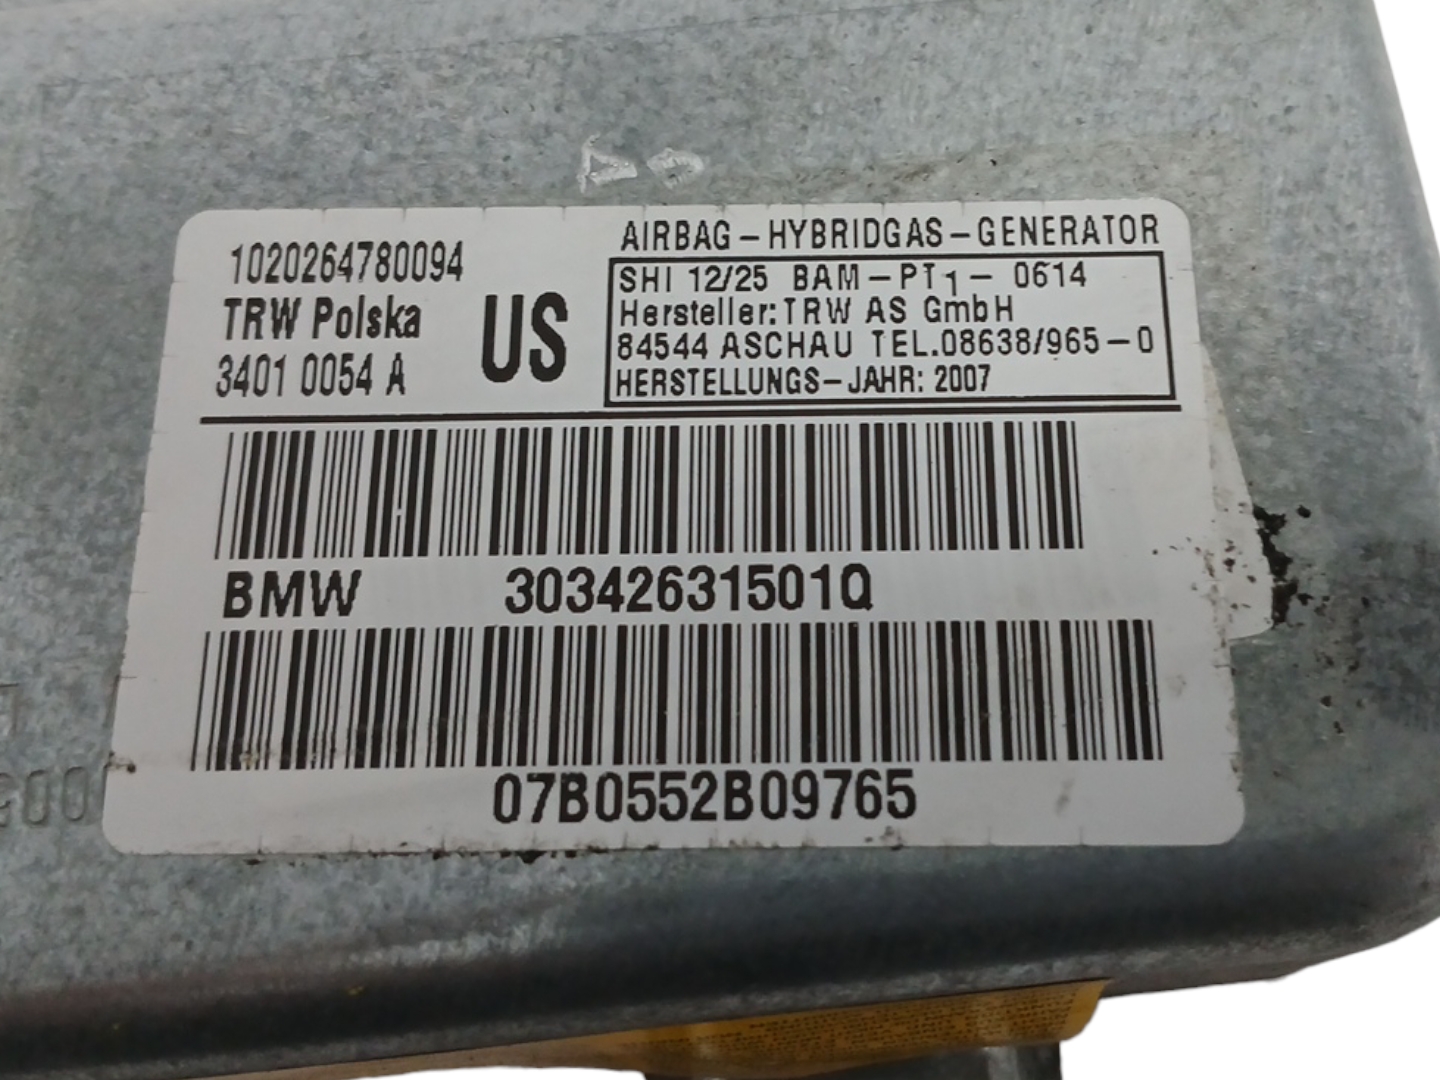 1020264780094
TRW Polska
3401 0054 A
US
AIRBAG-HYBRIDGAS-GENERATOR
SHI 12/25 BAM-PT1- 0614
Hersteller: TRW AS GmbH
84544 ASCHAU TEL.08638/965-0
HERSTELLUNGS-JAHR: 2007
BMW 30342631501Q
07B0552B09765